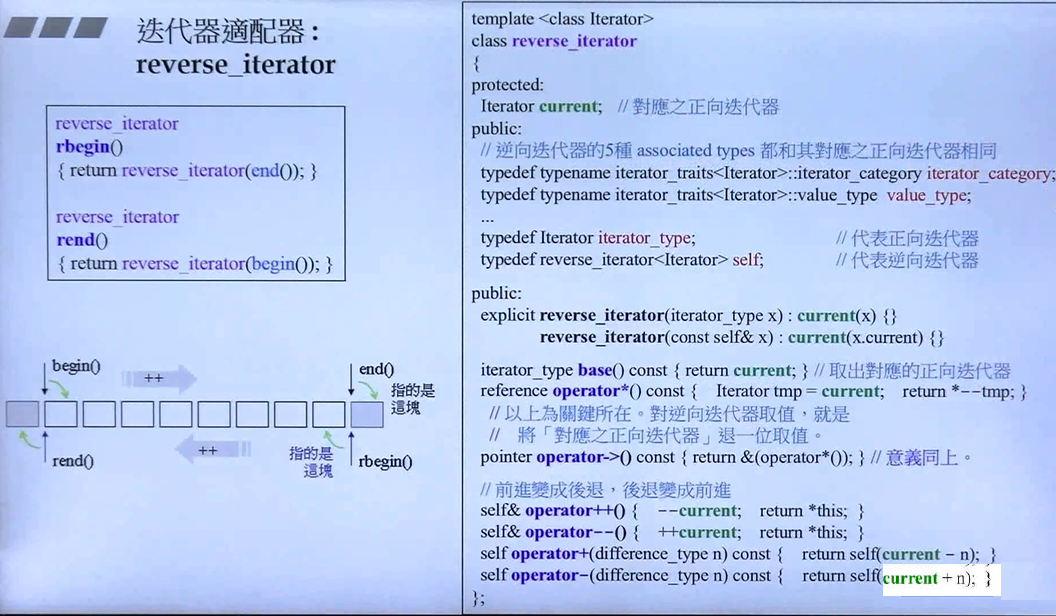 迭代器適配器：
reverse_iterator
reverse_iterator
rbegin()
{ return reverse_iterator(end()); }
reverse_iterator
rend()
{ return reverse_iterator(begin()); }
begin()
++
end()
指的是
這塊
rend()
++
指的是
這塊
rbegin()
template <class Iterator>
class reverse_iterator
{
protected:
Iterator current; // 對應之正向迭代器
public:
// 逆向迭代器的5種 associated types 都和其對應之正向迭代器相同
typedef typename iterator_traits<Iterator>::iterator_category iterator_category;
typedef typename iterator_traits<Iterator>::value_type value_type;
...
typedef Iterator iterator_type; // 代表正向迭代器
typedef reverse_iterator<Iterator> self; // 代表逆向迭代器
public:
explicit reverse_iterator(iterator_type x) : current(x) {}
reverse_iterator(const self& x) : current(x.current) {}
iterator_type base() const { return current; } // 取出對應的正向迭代器
reference operator*() const { Iterator tmp = current; return *--tmp; }
// 以上為關鍵所在。對逆向迭代器取值，就是
// 將「對應之正向迭代器」退一位取值。
pointer operator->() const { return &(operator*()); } // 意義同上。
// 前進變成後退，後退變成前進
self& operator++() { --current; return *this; }
self& operator--() { ++current; return *this; }
self operator+(difference_type n) const { return self(current - n); }
self operator-(difference_type n) const { return self(current + n); }
};